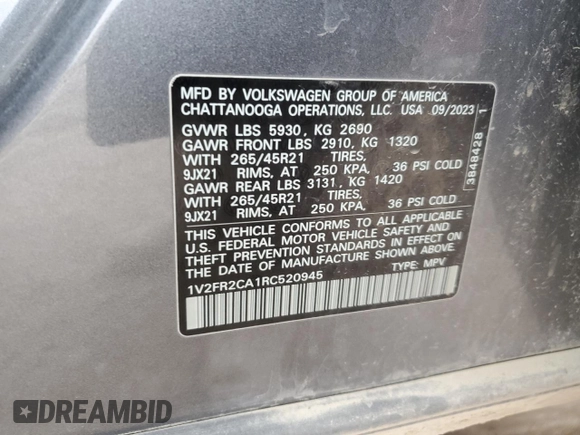 MFD BY VOLKSWAGEN GROUP OF AMERICA
CHATTANOOGA OPERATIONS, LLC. USA 09/2023
GVWR LBS 5930, KG 2690
GAWR FRONT LBS 2910, KG 1320
WITH 265/45R21 TIRES,
9JX21 RIMS, AT 250 KPA, 36 PSI COLD
GAWR REAR LBS 3131, KG 1420
WITH 265/45R21 TIRES,
9JX21 RIMS, AT 250 KPA, 36 PSI COLD
THIS VEHICLE CONFORMS TO ALL APPLICABLE
U.S. FEDERAL MOTOR VEHICLE SAFETY AND
THEFT PREVENTION STANDARDS IN EFFECT ON
THE DATE OF MANUFACTURE SHOWN ABOVE.
1V2FR2CA1RC520945 TYPE: MPV
3848428 1
DREAMBID